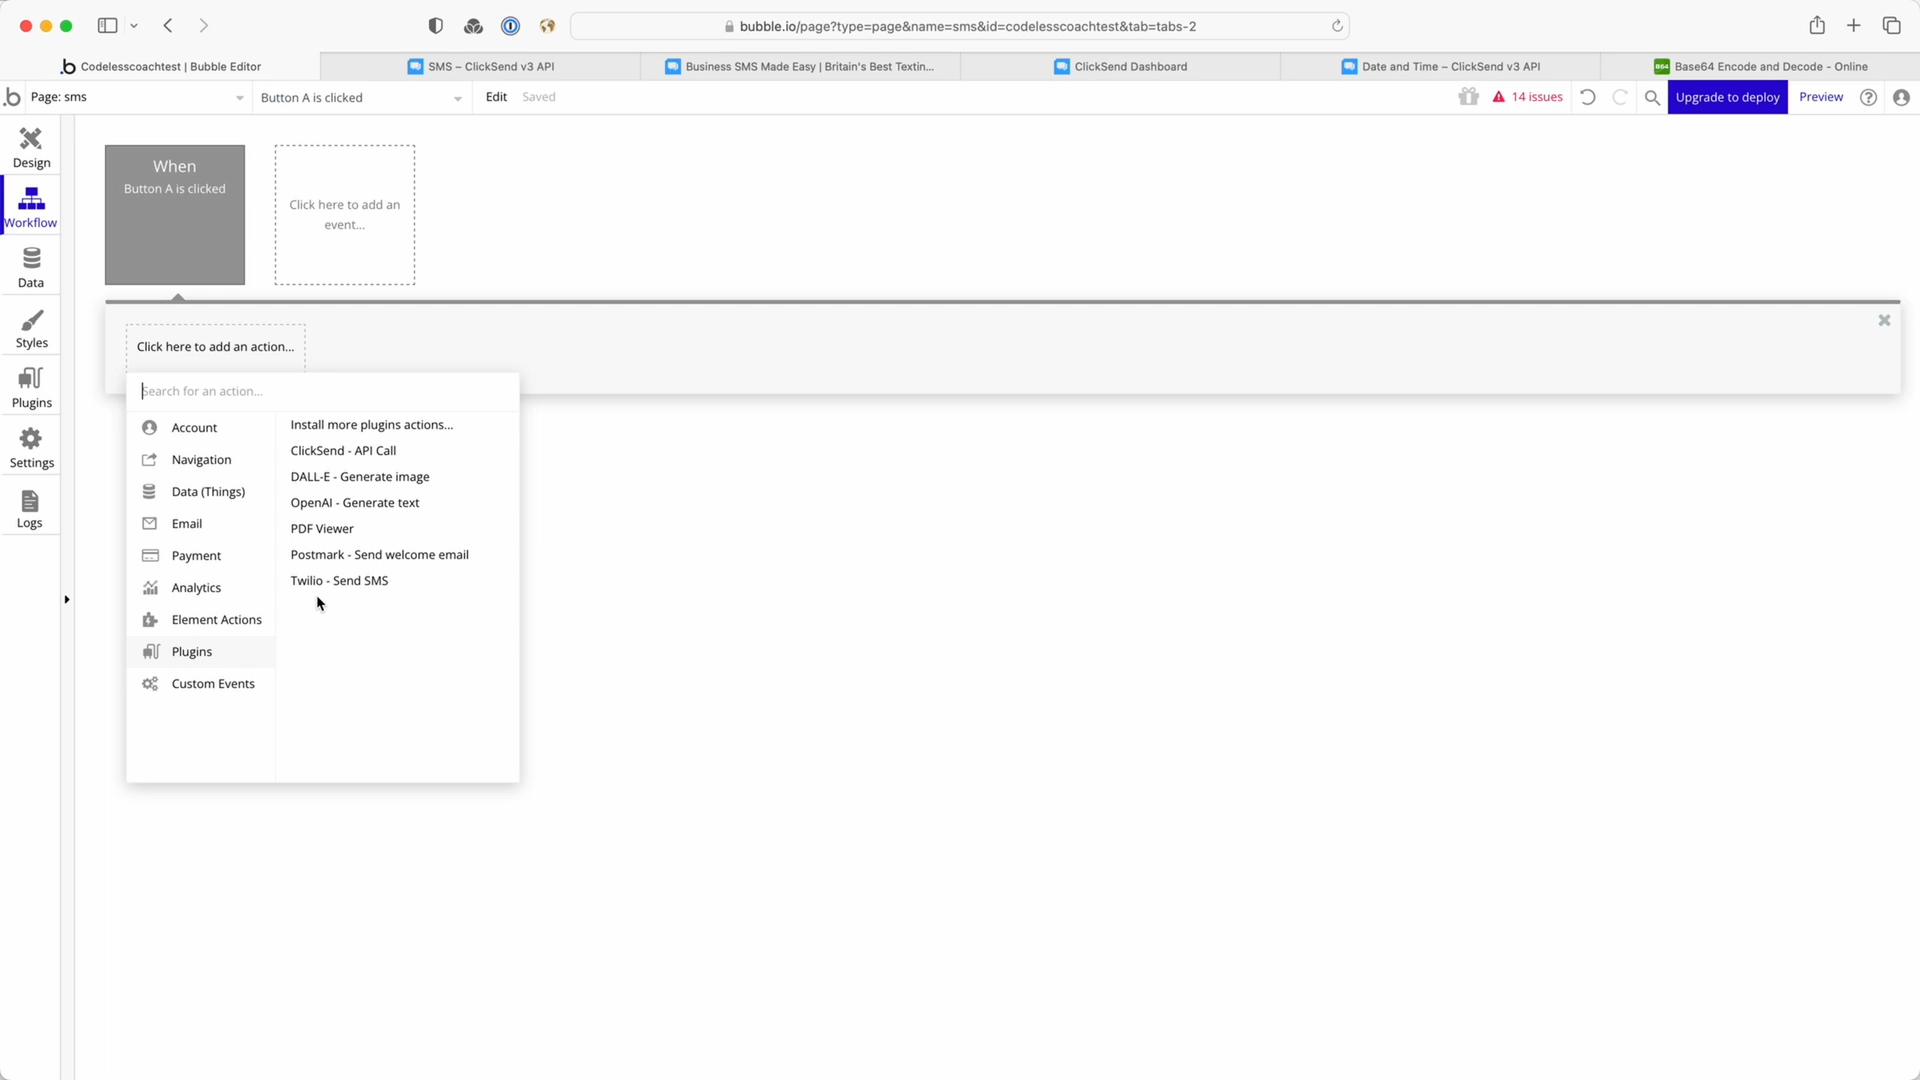 bubble.io/page?type=page&name=sms&id=codelesscoachtest&tab=tabs-2
Codelesscoachtest | Bubble Editor
SMS – ClickSend v3 API
Business SMS Made Easy | Britain's Best Textin...
ClickSend Dashboard
Date and Time – ClickSend v3 API
B64
Base64 Encode and Decode - Online
b
Page: sms
Button A is clicked
Edit
Saved
14 issues
Upgrade to deploy
Preview
Design
Workflow
Data
Styles
Plugins
Settings
Logs
When
Button A is clicked
Click here to add an
event...
Click here to add an action...
Search for an action...
Account
Navigation
Data (Things)
Email
Payment
Analytics
Element Actions
Plugins
Custom Events
Install more plugins actions...
ClickSend - API Call
DALL-E - Generate image
OpenAI - Generate text
PDF Viewer
Postmark - Send welcome email
Twilio - Send SMS